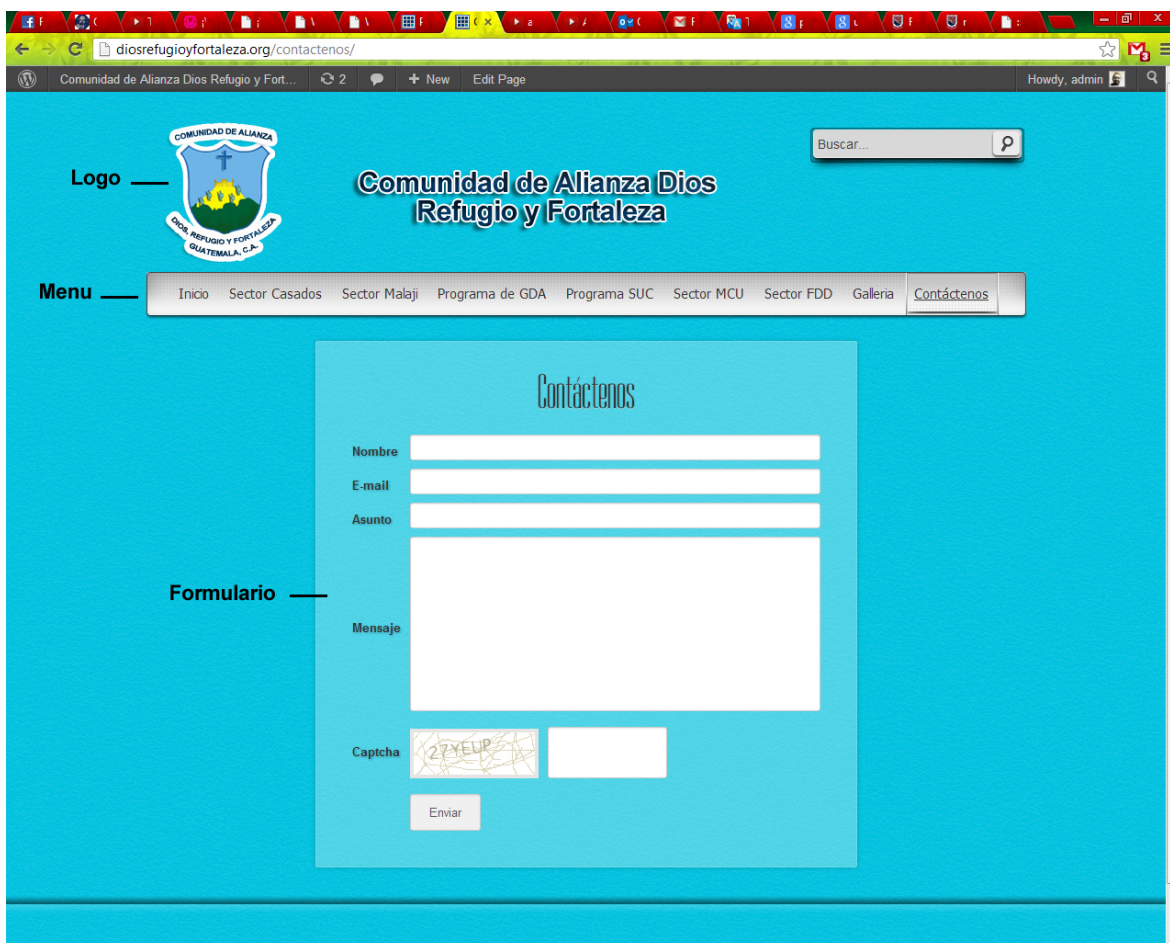 diosrefugioyfortaleza.org/contactenos/
3
Comunidad de Alianza Dios Refugio y Fort... 2 + New Edit Page Howdy, admin
COMUNIDAD DE ALIANZA
DIOS, REFUGIO Y FORTALEZA
GUATEMALA, C.A.
Logo
Comunidad de Alianza Dios
Refugio y Fortaleza
Buscar...
Menu
Inicio Sector Casados Sector Malaji Programa de GDA Programa SUC Sector MCU Sector FDD Galleria Contáctenos
Contáctenos
Nombre
E-mail
Asunto
Formulario
Mensaje
Captcha 27YEUP
Enviar